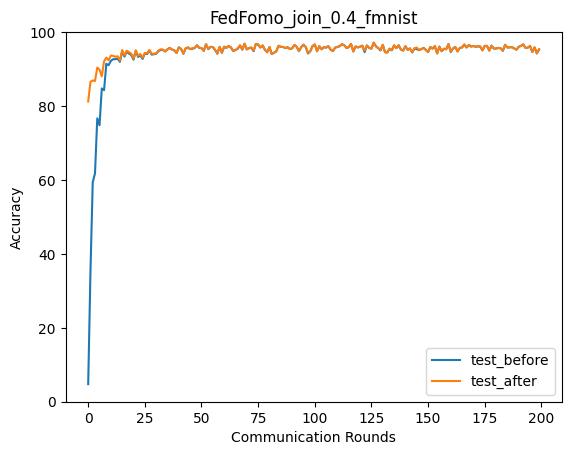 FedFomo_join_0.4_fmnist
100
80
60
40
20
0
Accuracy
0 25 50 75 100 125 150 175 200
Communication Rounds
test_before
test_after